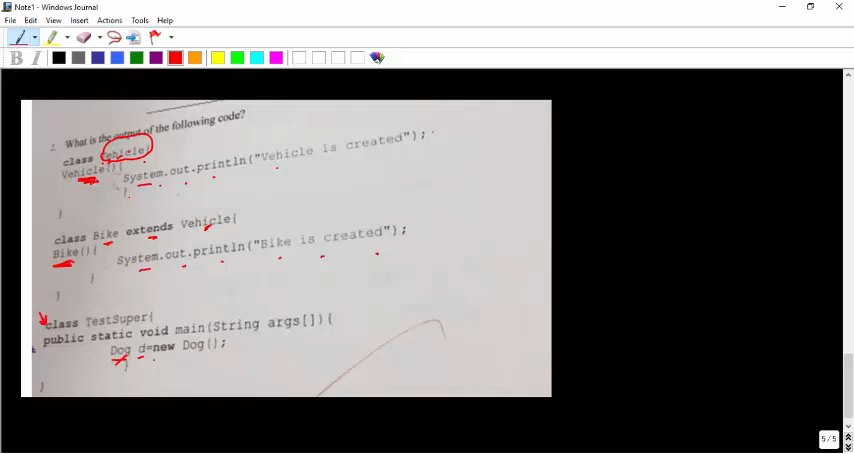 Note1 - Windows Journal
File Edit View Insert Actions Tools Help
B I
2. What is the output of the following code?
class Vehicle{
Vehicle(){
System.out.println("Vehicle is created");
}
}
class Bike extends Vehicle{
Bike(){
System.out.println("Bike is created");
}
}
class TestSuper{
public static void main(String args[]){
Dog d=new Dog();
}
}
5 / 5